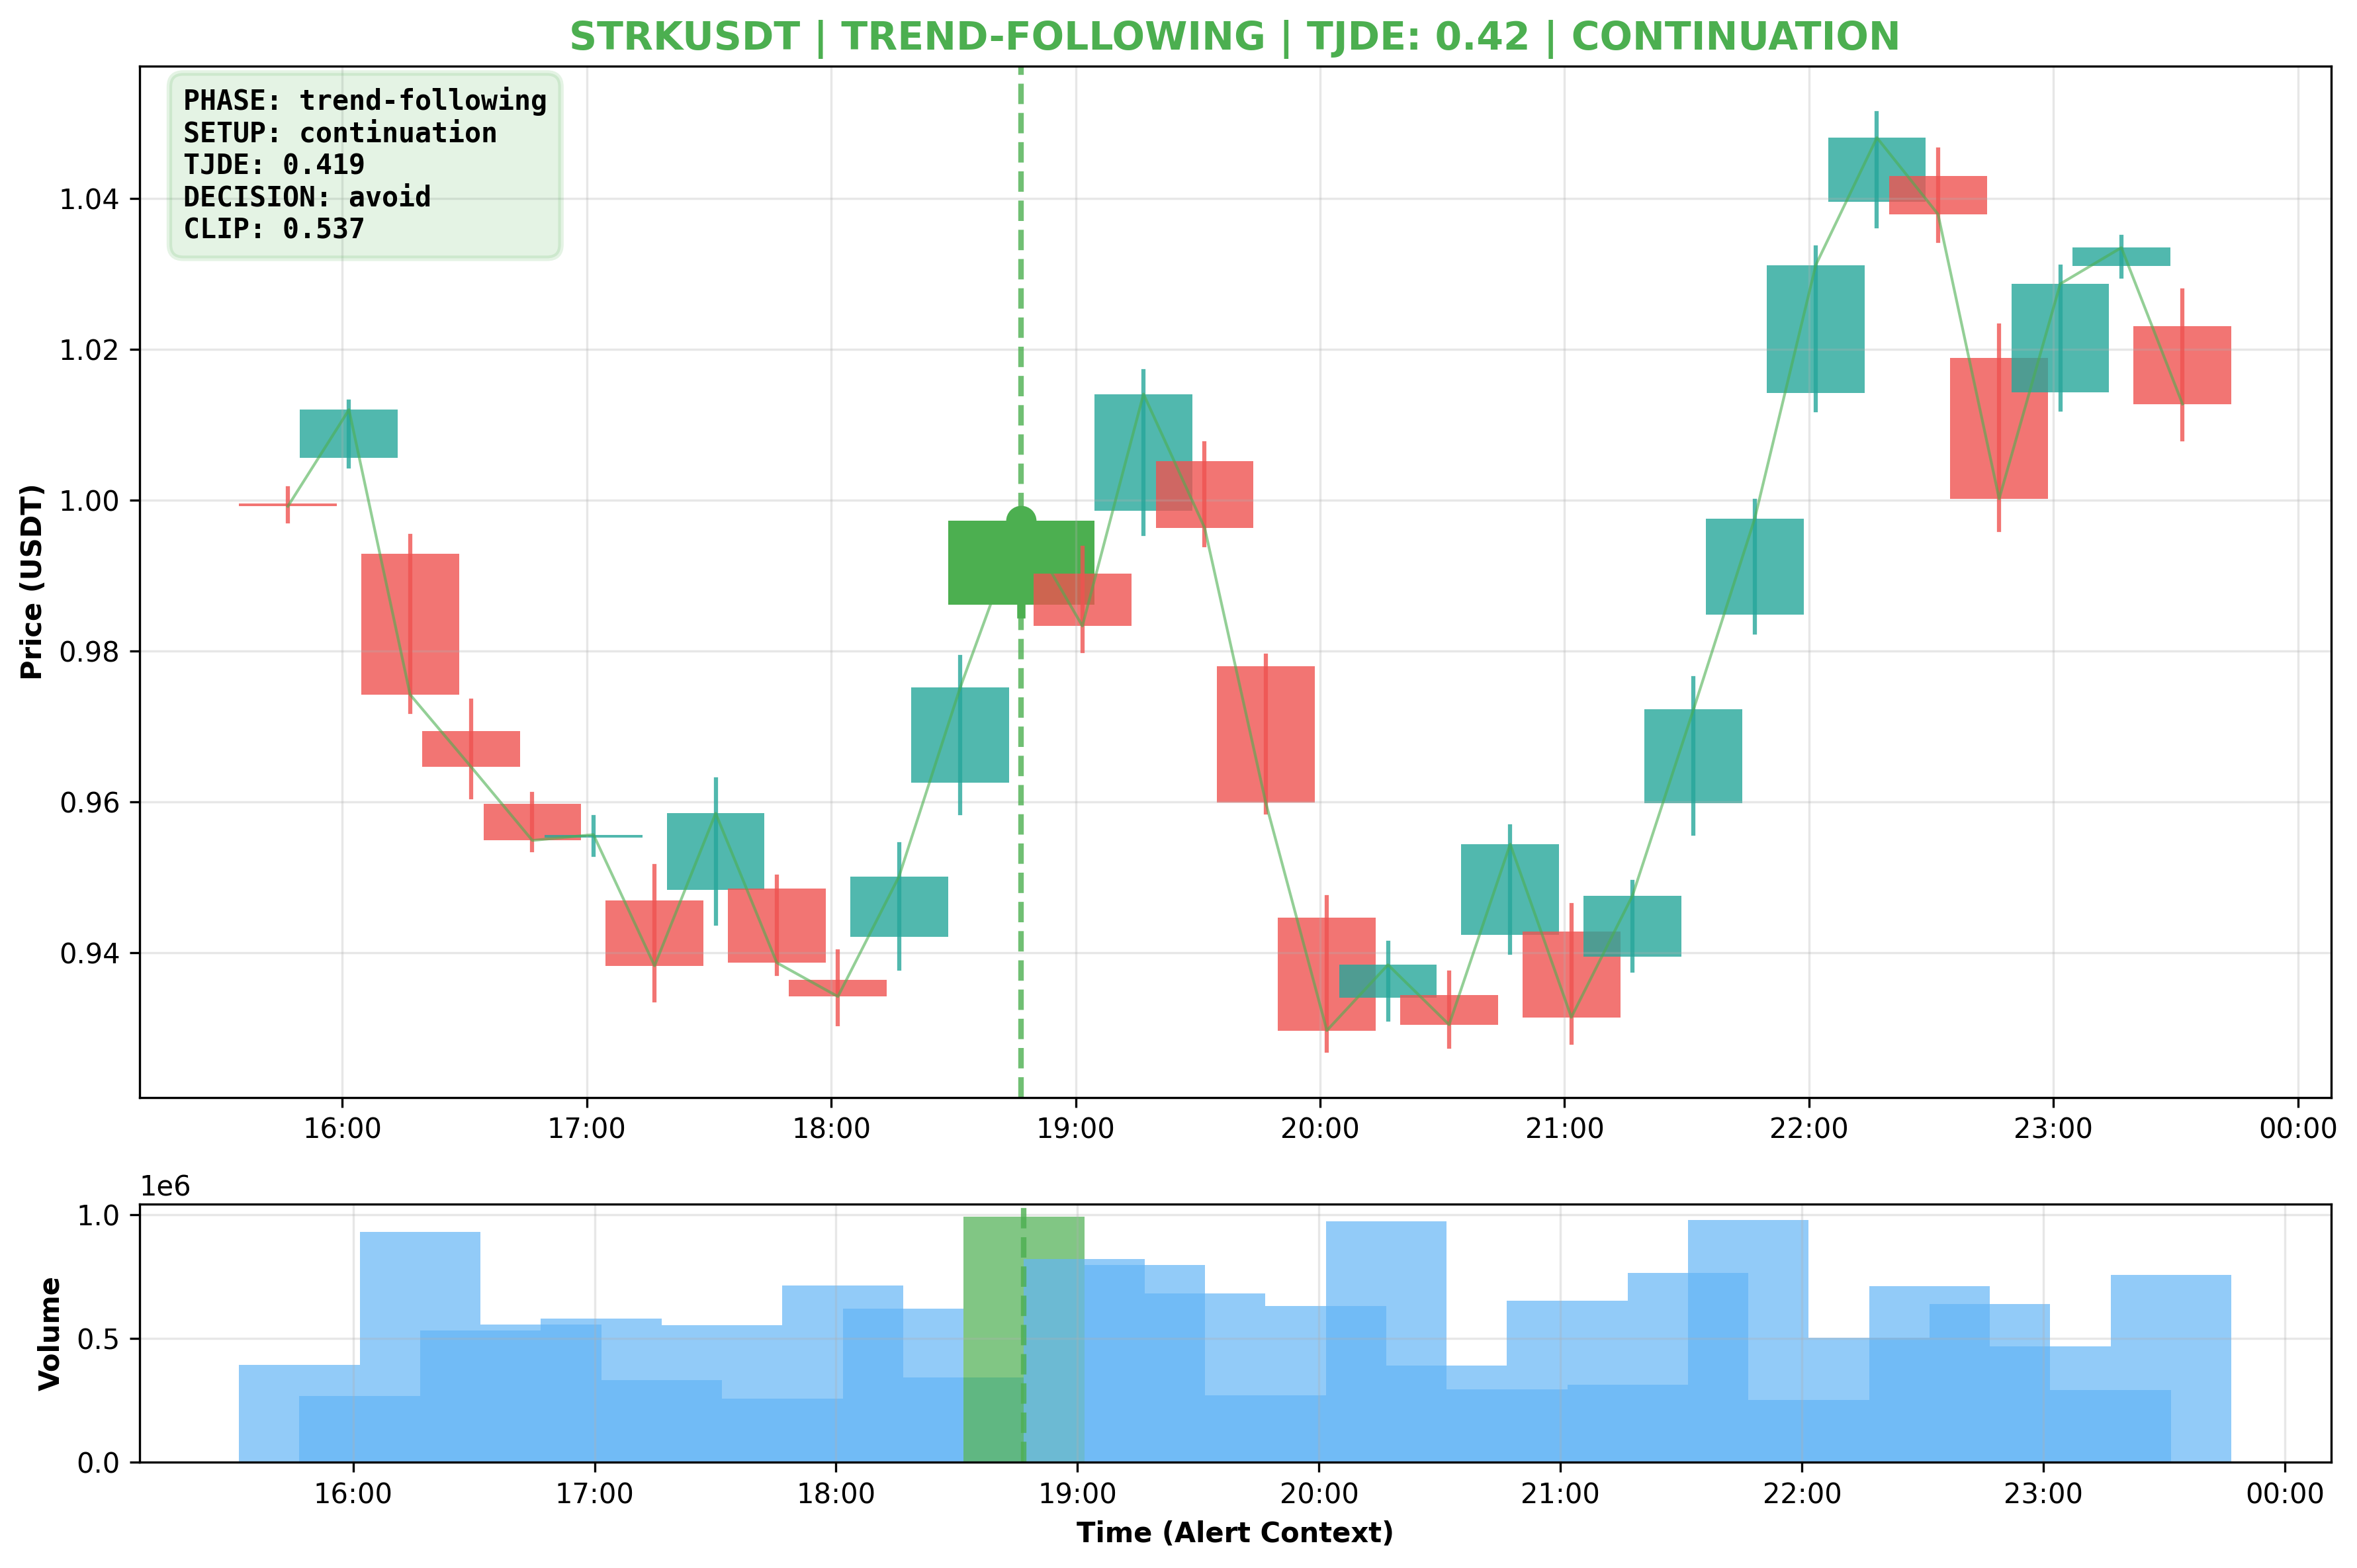 STRKUSDT | TREND-FOLLOWING | TJDE: 0.42 | CONTINUATION
PHASE: trend-following
SETUP: continuation
TJDE: 0.419
DECISION: avoid
CLIP: 0.537
Price (USDT)
1.04
1.02
1.00
0.98
0.96
0.94
16:00 17:00 18:00 19:00 20:00 21:00 22:00 23:00 00:00
1e6
Volume
1.0
0.5
0.0
16:00 17:00 18:00 19:00 20:00 21:00 22:00 23:00 00:00
Time (Alert Context)